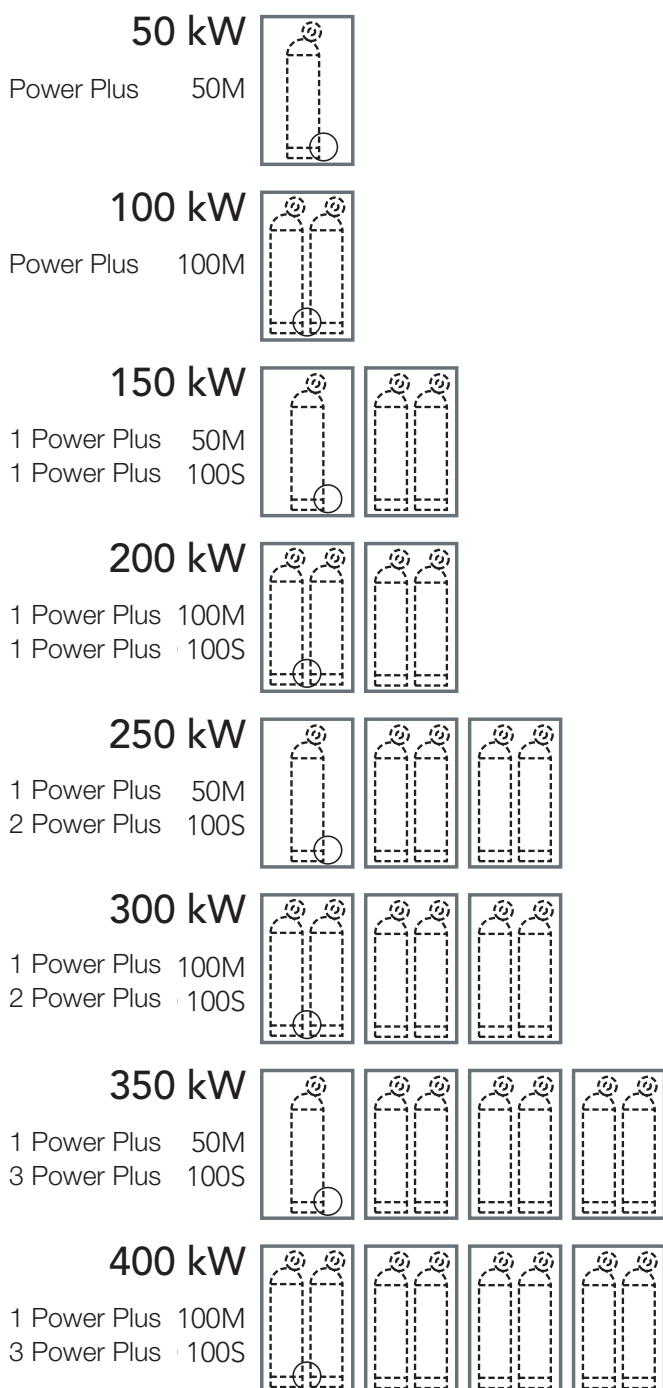 50 kW
Power Plus 50M
100 kW
Power Plus 100M
150 kW
1 Power Plus 50M
1 Power Plus 100S
200 kW
1 Power Plus 100M
1 Power Plus 100S
250 kW
1 Power Plus 50M
2 Power Plus 100S
300 kW
1 Power Plus 100M
2 Power Plus 100S
350 kW
1 Power Plus 50M
3 Power Plus 100S
400 kW
1 Power Plus 100M
3 Power Plus 100S